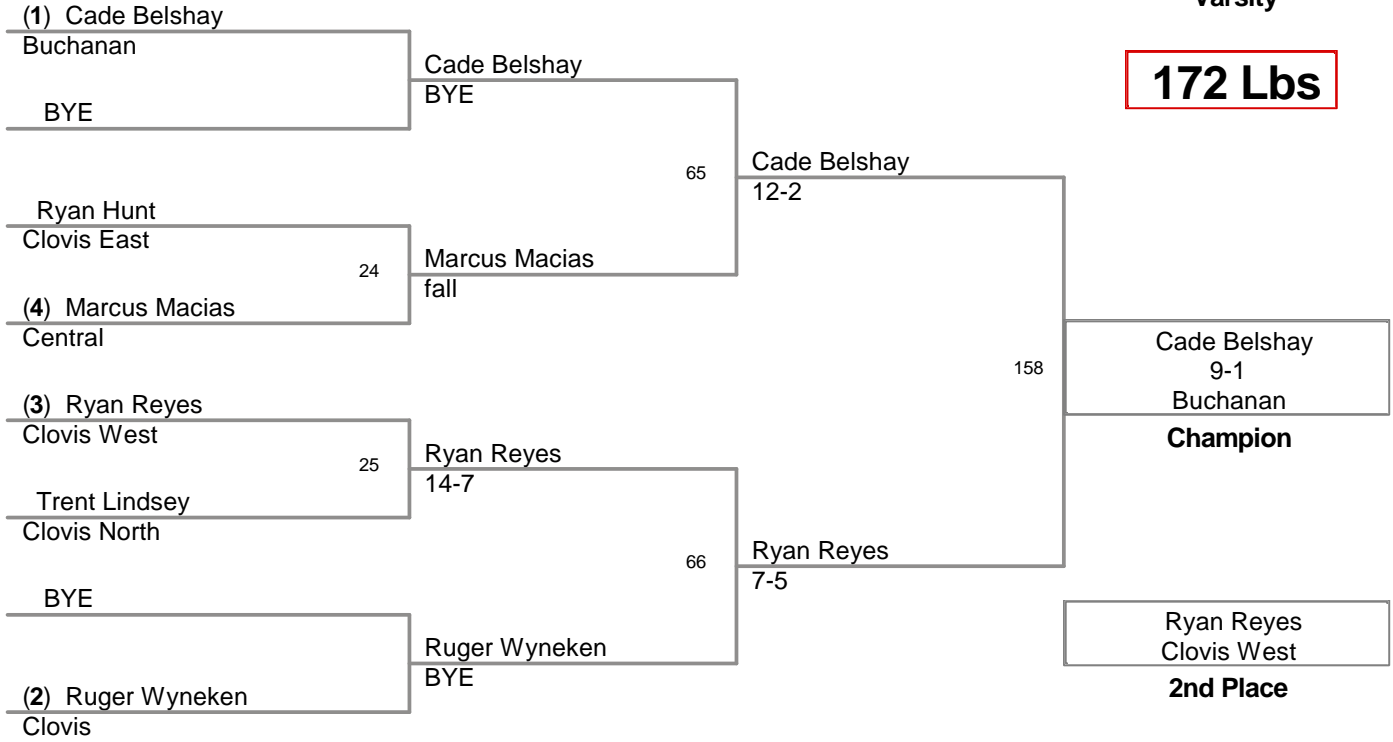 Varsity
172 Lbs
(1) Cade Belshay
Buchanan
BYE
Ryan Hunt
Clovis East
(4) Marcus Macias
Central
(3) Ryan Reyes
Clovis West
Trent Lindsey
Clovis North
BYE
(2) Ruger Wyneken
Clovis
24
25
Cade Belshay
BYE
Marcus Macias
fall
Ryan Reyes
14-7
Ruger Wyneken
BYE
65
66
Cade Belshay
12-2
Ryan Reyes
7-5
158
Cade Belshay
9-1
Buchanan
Champion
Ryan Reyes
Clovis West
2nd Place